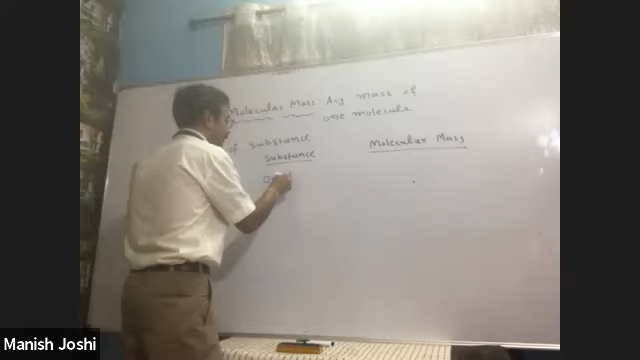 Molecular Mass Avg mass of
one molecule
of substance
Substance Molecular Mass
Manish Joshi